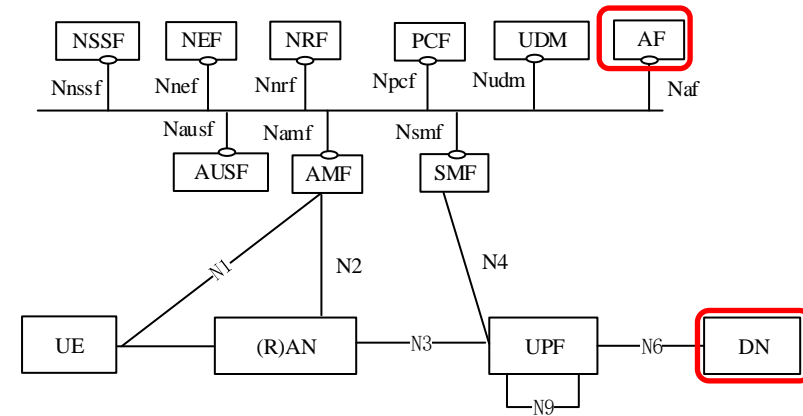 NSSF NEF NRF PCF UDM AF
Nnssf Nnef Nnrf Npcf Nudm Naf
Nausf Namf Nsmf
AUSF AMF SMF
N1 N2 N4
UE (R)AN N3 UPF N6 DN
N9